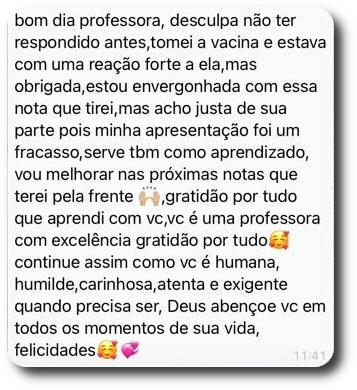 bom dia professora, desculpa não ter
respondido antes,tomei a vacina e estava
com uma reação forte a ela,mas
obrigada,estou envergonhada com essa
nota que tirei,mas acho justa de sua
parte pois minha apresentação foi um
fracasso,serve tbm como aprendizado,
vou melhorar nas próximas notas que
terei pela frente 🙌🏼,gratidão por tudo
que aprendi com vc,vc é uma professora
com excelência gratidão por tudo🥰
continue assim como vc é humana,
humilde,carinhosa,atenta e exigente
quando precisa ser, Deus abençoe vc em
todos os momentos de sua vida,
felicidades🥰💞
11:41